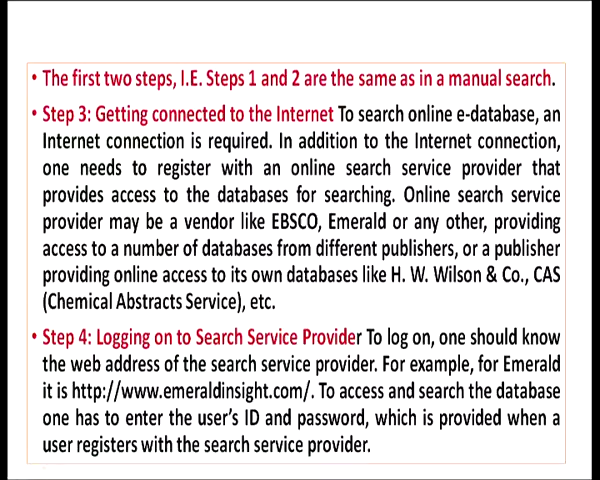 • The first two steps, I.E. Steps 1 and 2 are the same as in a manual search.
• Step 3: Getting connected to the Internet To search online e-database, an
Internet connection is required. In addition to the Internet connection,
one needs to register with an online search service provider that
provides access to the databases for searching. Online search service
provider may be a vendor like EBSCO, Emerald or any other, providing
access to a number of databases from different publishers, or a publisher
providing online access to its own databases like H. W. Wilson & Co., CAS
(Chemical Abstracts Service), etc.
• Step 4: Logging on to Search Service Provider To log on, one should know
the web address of the search service provider. For example, for Emerald
it is http://www.emeraldinsight.com/. To access and search the database
one has to enter the user's ID and password, which is provided when a
user registers with the search service provider.